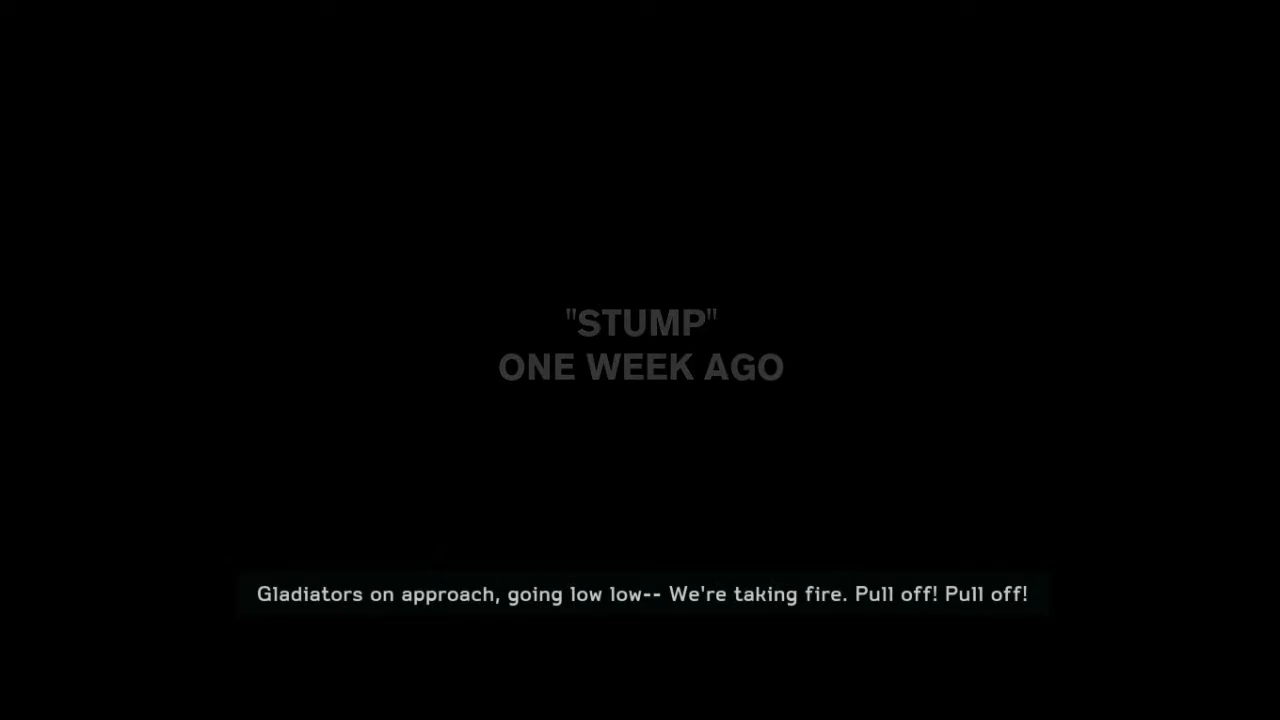 "STUMP"
ONE WEEK AGO
Gladiators on approach, going low low-- We're taking fire. Pull off! Pull off!